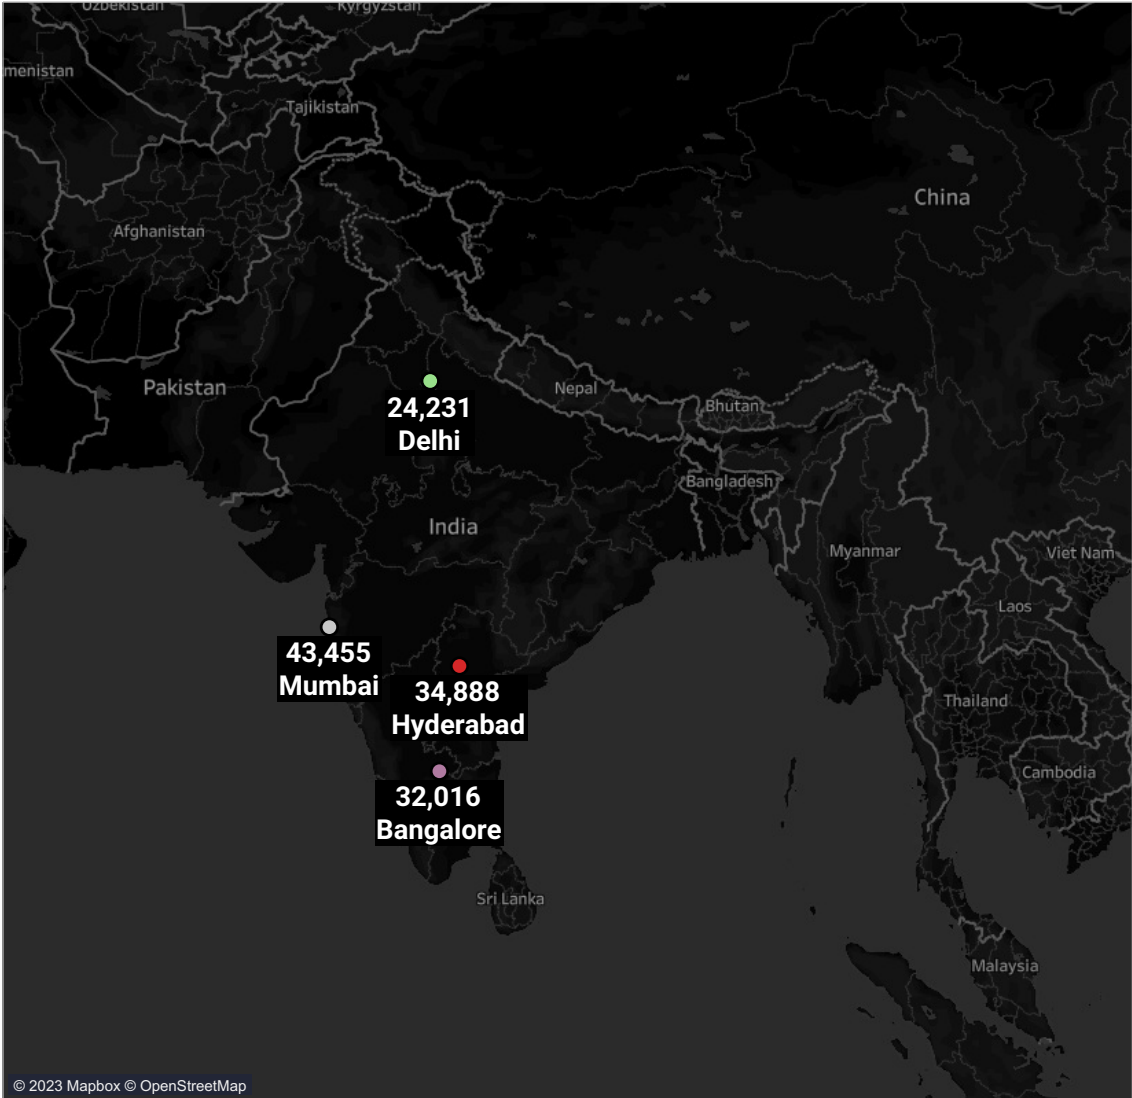 Uzbekistan
Kyrgyzstan
menistan
Tajikistan
China
Afghanistan
Pakistan
Nepal
24,231
Delhi
Bhutan
Bangladesh
India
Myanmar
Viet Nam
Laos
43,455
Mumbai
34,888
Hyderabad
Thailand
32,016
Bangalore
Cambodia
Sri Lanka
Malaysia
© 2023 Mapbox © OpenStreetMap